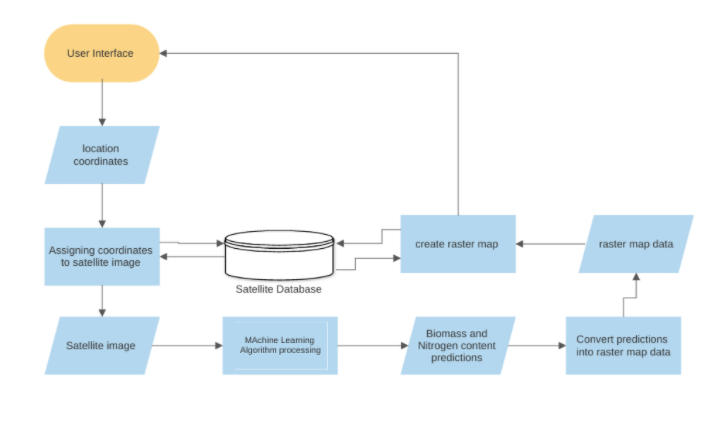 User Interface
location
coordinates
Assigning coordinates
to satellite image
Satellite Database
create raster map
raster map data
Satellite image
MAchine Learning
Algorithm processing
Biomass and
Nitrogen content
predictions
Convert predictions
into raster map data